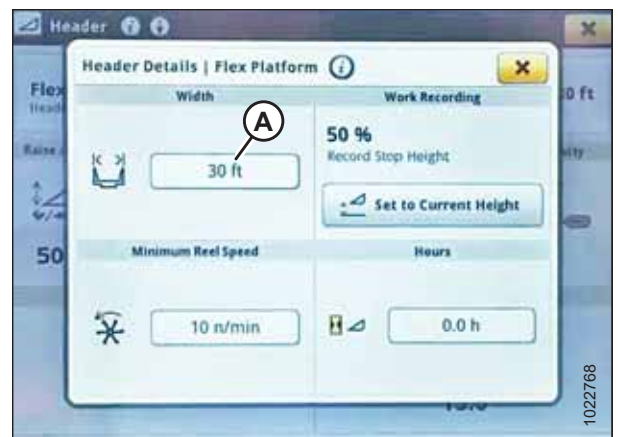 Header
Header Details | Flex Platform
Flex
0 ft
Width
Work Recording
A
50 %
Record Stop Height
30 ft
Set to Current Height
50
Minimum Reel Speed
Hours
10 n/min
0.0 h
1022768